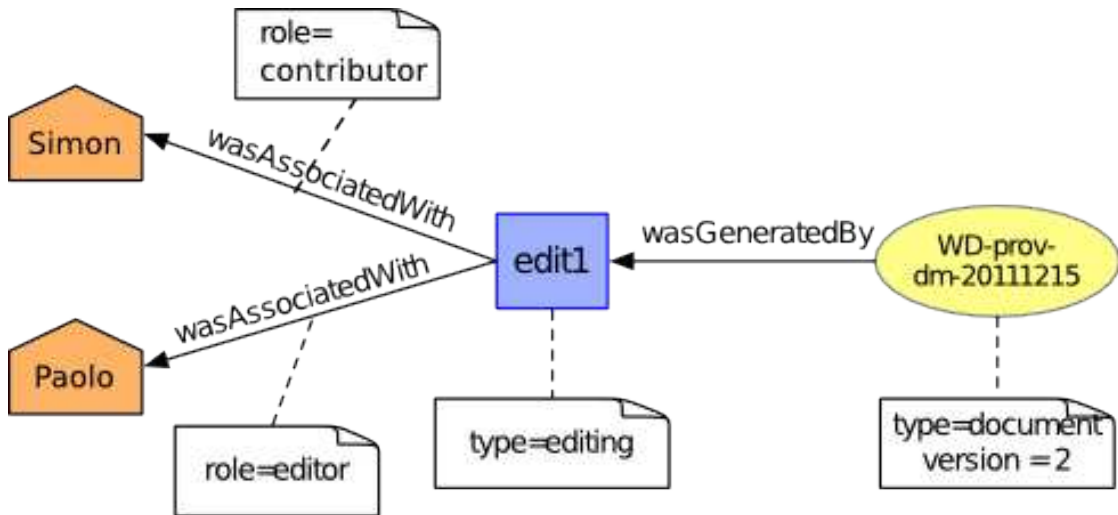 role=
contributor
Simon
wasAssociatedWith
wasGeneratedBy
edit1
WD-prov-
dm-20111215
wasAssociatedWith
Paolo
role=editor
type=editing
type=document
version = 2